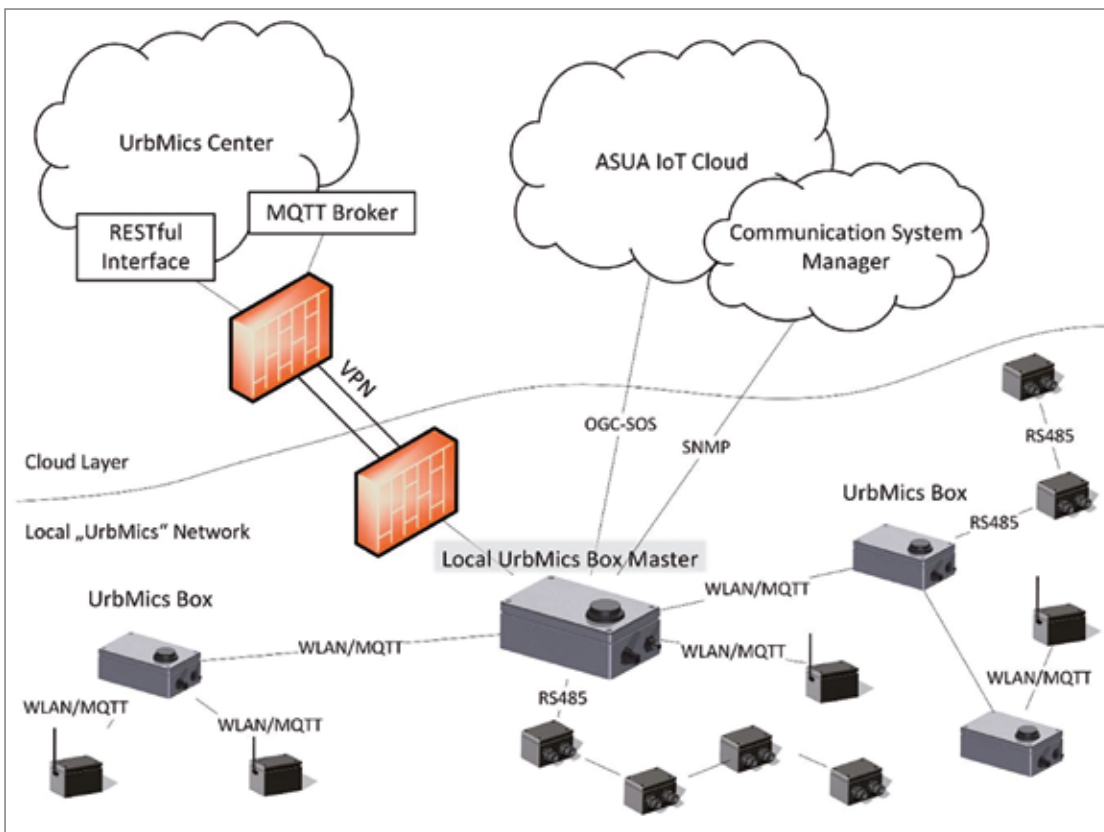 UrbMics Center
MQTT Broker
RESTful
Interface
ASUA IoT Cloud
Communication System
Manager
VPN
OGC-SOS
SNMP
RS485
Cloud Layer
UrbMics Box
RS485
Local „UrbMics“ Network
Local UrbMics Box Master
WLAN/MQTT
UrbMics Box
WLAN/MQTT
WLAN/MQTT
WLAN/MQTT
RS485
WLAN/MQTT
WLAN/MQTT